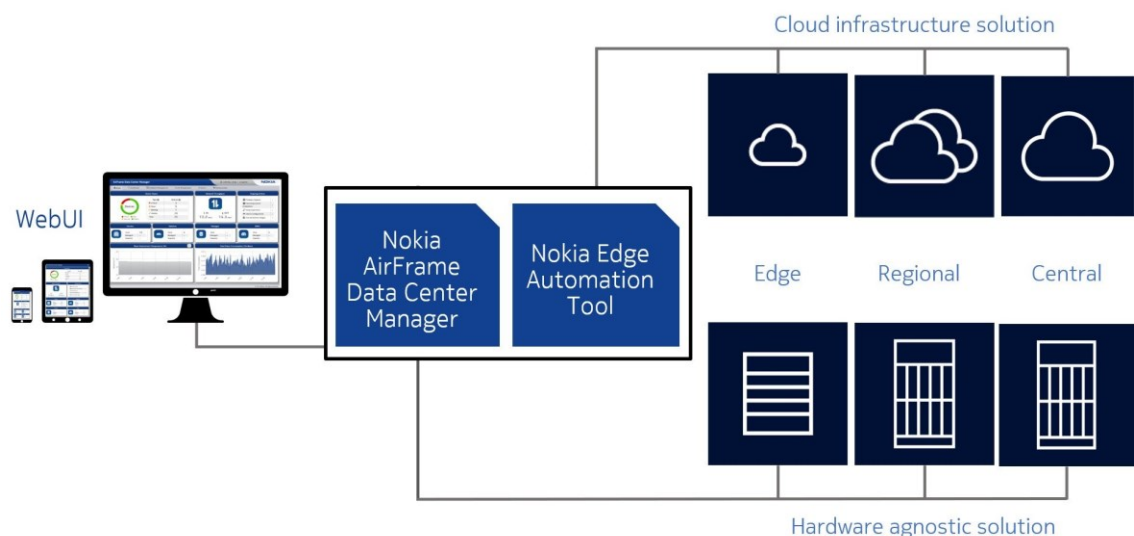 Cloud infrastructure solution
WebUI
Nokia
AirFrame
Data Center
Manager
Nokia Edge
Automation
Tool
Edge
Regional
Central
Hardware agnostic solution